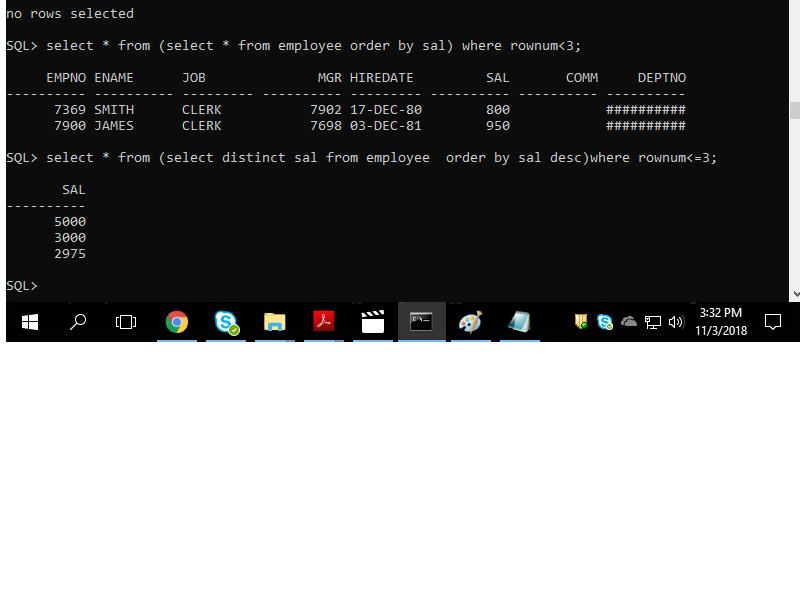 no rows selected
SQL> select * from (select * from employee order by sal) where rownum<3;
     EMPNO ENAME      JOB              MGR HIREDATE         SAL       COMM     DEPTNO
---------- ---------- --------- ---------- --------- ---------- ---------- ----------
      7369 SMITH      CLERK           7902 17-DEC-80        800            ##########
      7900 JAMES      CLERK           7698 03-DEC-81        950            ##########
SQL> select * from (select distinct sal from employee  order by sal desc)where rownum<=3;
       SAL
----------
      5000
      3000
      2975
SQL>
3:32 PM
11/3/2018